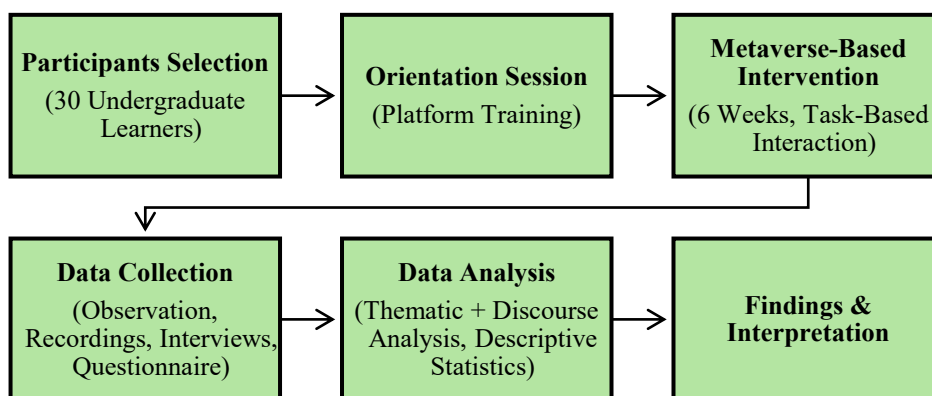 Participants Selection
(30 Undergraduate
Learners)
Orientation Session
(Platform Training)
Metaverse-Based
Intervention
(6 Weeks, Task-Based
Interaction)
Data Collection
(Observation,
Recordings, Interviews,
Questionnaire)
Data Analysis
(Thematic + Discourse
Analysis, Descriptive
Statistics)
Findings &
Interpretation